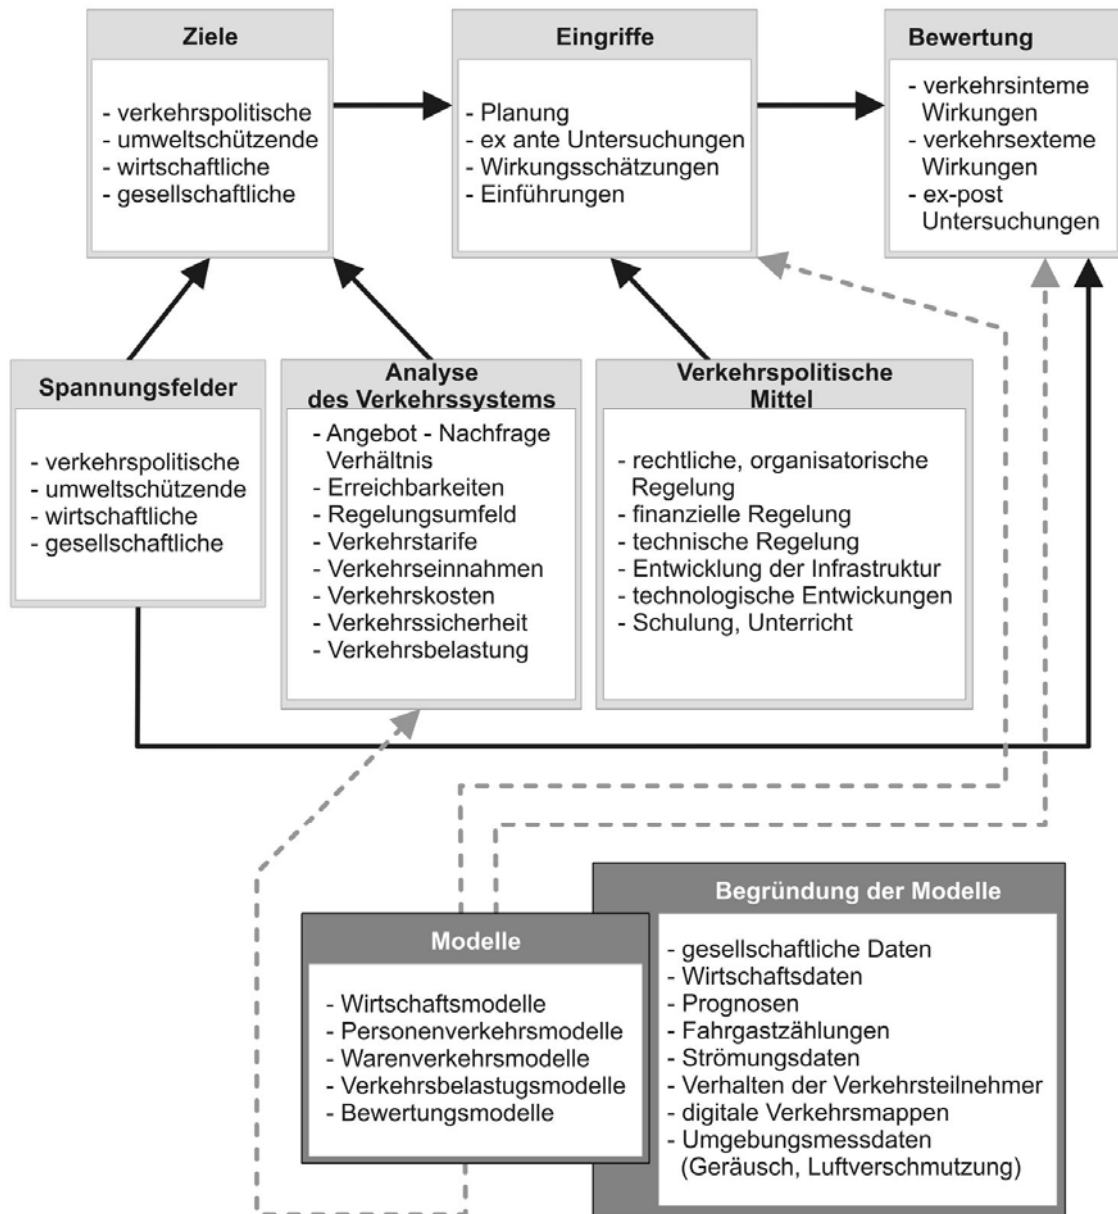 Ziele
- verkehrspolitische
- umweltschützende
- wirtschaftliche
- gesellschaftliche
Eingriffe
- Planung
- ex ante Untersuchungen
- Wirkungsschätzungen
- Einführungen
Bewertung
- verkehrsinteme
Wirkungen
- verkehrsexteme
Wirkungen
- ex-post
Untersuchungen
Spannungsfelder
- verkehrspolitische
- umweltschützende
- wirtschaftliche
- gesellschaftliche
Analyse
des Verkehrssystems
- Angebot - Nachfrage
Verhältnis
- Erreichbarkeiten
- Regelungsumfeld
- Verkehrstarife
- Verkehrseinnahmen
- Verkehrskosten
- Verkehrssicherheit
- Verkehrsbelastung
Verkehrspolitische
Mittel
- rechtliche, organisatorische
Regelung
- finanzielle Regelung
- technische Regelung
- Entwicklung der Infrastruktur
- technologische Entwickungen
- Schulung, Unterricht
Modelle
- Wirtschaftsmodelle
- Personenverkehrsmodelle
- Warenverkehrsmodelle
- Verkehrsbelastugsmodelle
- Bewertungsmodelle
Begründung der Modelle
- gesellschaftliche Daten
- Wirtschaftsdaten
- Prognosen
- Fahrgastzählungen
- Strömungsdaten
- Verhalten der Verkehrsteilnehmer
- digitale Verkehrsmappen
- Umgebungsmessdaten
(Geräusch, Luftverschmutzung)